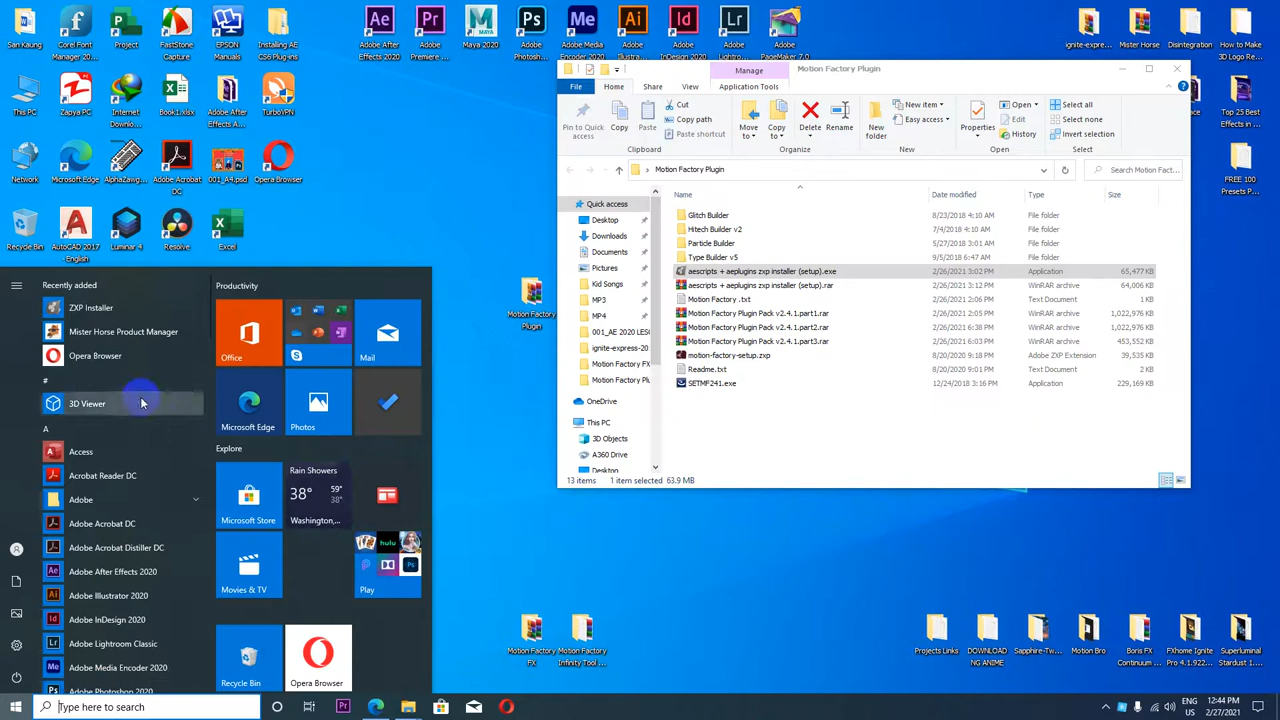 San Kaung
Corel Font
Manager 20...
Project
FastStone
Capture
EPSON
Manuals
Installing AE
CS6 Plug-ins
Adobe After
Effects 2020
Adobe
Premiere ...
Maya 2020
Adobe
Photosh...
Adobe Media
Encoder 2020
Adobe
Illustra...
Adobe
InDesign 2020
Adobe
Lightro...
Adobe
PageMaker 7.0
ignite-expre...
Mister Horse
Disintegration
How to Make
3D Logo Re...
This PC
Zapya PC
Internet
Downlo...
Book1.xlsx
After
Effects A...
TurboVPN
Top 25 Best
Effects in ...
Network
Microsoft Edge
AlphaZawg...
Adobe Acrobat
DC
001_A4.psd
Opera Browser
FREE 100
Presets P...
Recycle Bin
AutoCAD 2017
- English
Luminar 4
Resolve
Excel
Manage
Motion Factory Plugin
File
Home
Share
View
Application Tools
Pin to Quick
access
Copy
Paste
Cut
Copy path
Paste shortcut
Move
to
Copy
to
Delete
Rename
New
folder
New item
Easy access
Properties
Open
Edit
History
Select all
Select none
Invert selection
Clipboard
Organize
New
Open
Select
Motion Factory Plugin
Search Motion Fact...
Name
Date modified
Type
Size
Quick access
Desktop
Downloads
Documents
Pictures
Kid Songs
MP3
MP4
001_AE 2020 LES
ignite-express-20
Motion Factory FX
Motion Factory Plu
OneDrive
This PC
3D Objects
A360 Drive
Desktop
Glitch Builder 8/23/2018 4:10 AM File folder
Hitech Builder v2 7/4/2018 4:10 AM File folder
Particle Builder 5/27/2018 3:01 AM File folder
Type Builder v5 9/5/2018 6:47 AM File folder
aescripts + aeplugins zxp installer (setup).exe 2/26/2021 3:02 PM Application 65,477 KB
aescripts + aeplugins zxp installer (setup).rar 2/26/2021 3:12 PM WinRAR archive 64,006 KB
Motion Factory .txt 2/26/2021 2:06 PM Text Document 1 KB
Motion Factory Plugin Pack v2.4.1.part1.rar 2/26/2021 2:05 PM WinRAR archive 1,022,976 KB
Motion Factory Plugin Pack v2.4.1.part2.rar 2/26/2021 6:38 PM WinRAR archive 1,022,976 KB
Motion Factory Plugin Pack v2.4.1.part3.rar 2/26/2021 6:03 PM WinRAR archive 453,552 KB
motion-factory-setup.zxp 8/20/2020 9:18 PM Adobe ZXP Extension 39,535 KB
Readme.txt 8/20/2020 9:01 PM Text Document 2 KB
SETMF241.exe 12/24/2018 3:16 PM Application 229,169 KB
13 items 1 item selected 63.9 MB
Motion Factory
Plugin
Recently added
ZXP Installer
Mister Horse Product Manager
Opera Browser
#
3D Viewer
A
Access
Acrobat Reader DC
Adobe
Adobe Acrobat DC
Adobe Acrobat Distiller DC
Adobe After Effects 2020
Adobe Illustrator 2020
Adobe InDesign 2020
Adobe Lightroom Classic
Adobe Media Encoder 2020
Adobe Photoshop 2020
Productivity
Office
Mail
Microsoft Edge
Photos
Explore
Microsoft Store
Rain Showers
38° 59°
38°
Washington,...
Movies & TV
hulu
Play
Recycle Bin
Opera Browser
Motion Factory
FX
Motion Factory
Infinity Tool ...
Projects Links
DOWNLOAD
NG ANIME
Sapphire-Tw...
Motion Bro
Boris FX
Continuum ...
FXhome Ignite
Pro 4.1.922...
Superluminal
Stardust 1....
Type here to search
ENG
US
12:44 PM
2/27/2021